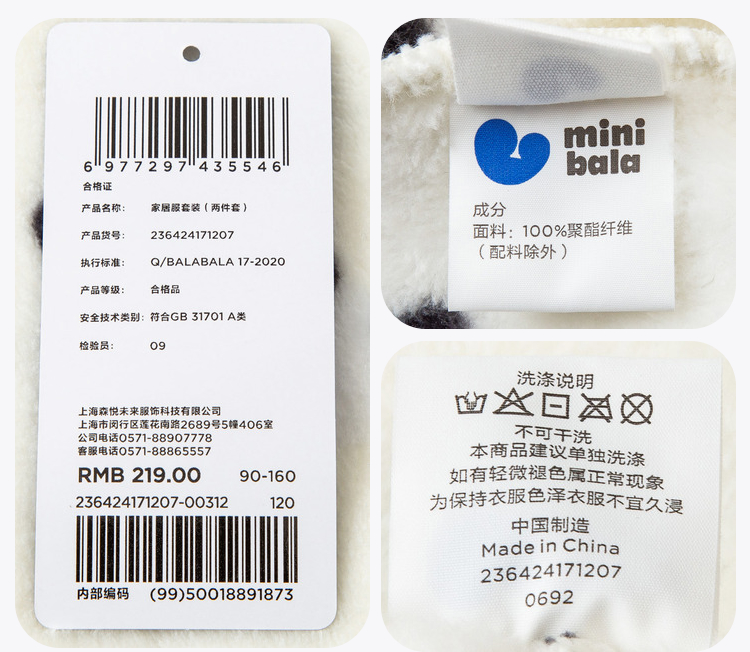 6 977297 435546
合格证
产品名称： 家居服套装（两件套）
产品货号： 236424171207
执行标准： Q/BALABALA 17-2020
产品等级： 合格品
安全技术类别： 符合GB 31701 A类
检验员： 09
上海森悦未来服饰科技有限公司
上海市闵行区莲花南路2689号5幢406室
公司电话0571-88907778
客服电话0571-88865557
RMB 219.00 90-160
236424171207-00312 120
内部编码 (99)50018891873
mini
bala
成分
面料：100%聚酯纤维
（配料除外）
洗涤说明
不可干洗
本商品建议单独洗涤
如有轻微褪色属正常现象
为保持衣服色泽衣服不宜久浸
中国制造
Made in China
236424171207
0692